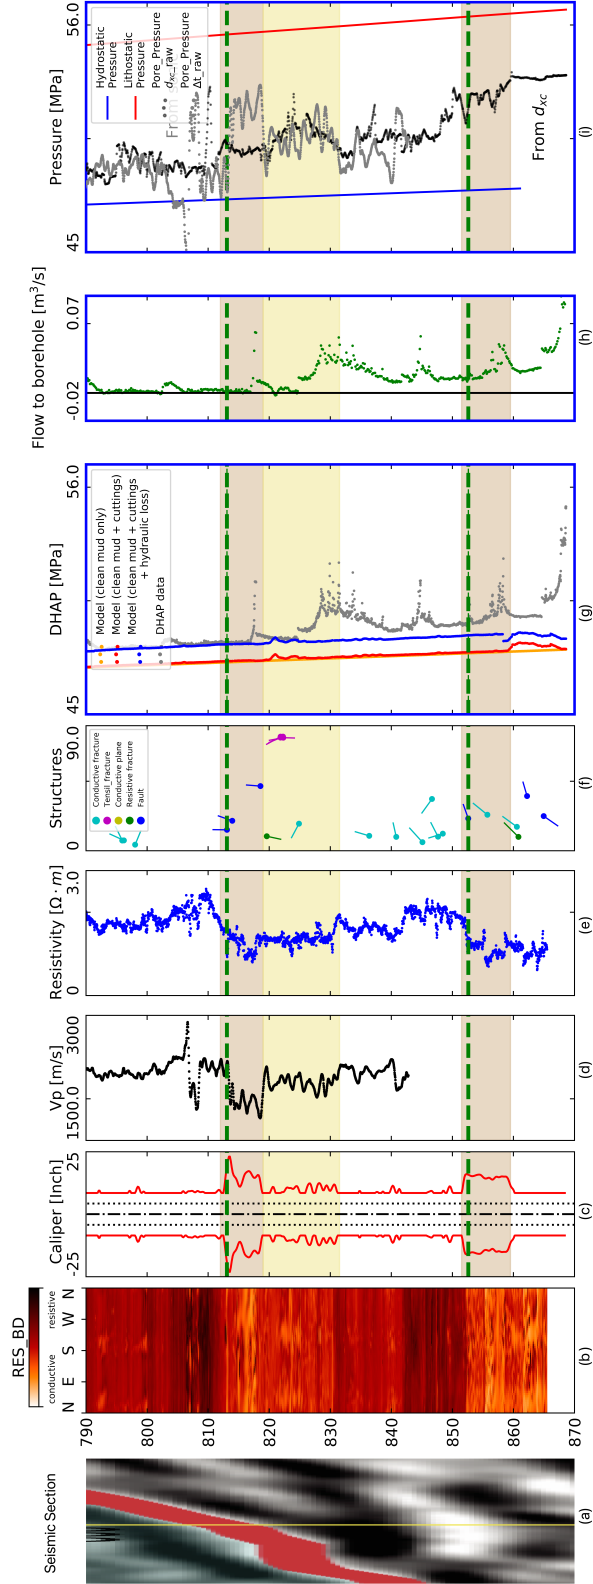 Seismic Section
(a)
RES_BD
conductive resistive
N E S W N
790
800
810
820
830
840
850
860
870
(b)
Caliper [Inch]
-25 25
(c)
Vp [m/s]
1500.0 3000
(d)
Resistivity [Ω · m]
0 3.0
(e)
Structures
0 90.0
Conductive fracture
Tensil_fracture
Conductive plane
Resistive fracture
Fault
(f)
DHAP [MPa]
45 56.0
Model (clean mud only)
Model (clean mud + cuttings)
Model (clean mud + cuttings
+ hydraulic loss)
DHAP data
(g)
Flow to borehole [m³/s]
-0.02 0.07
(h)
Pressure [MPa]
45 56.0
Hydrostatic
Pressure
Lithostatic
Pressure
Pore_Pressure
d_xc_raw
Pore_Pressure
Δt_raw
From
From d_xc
(i)